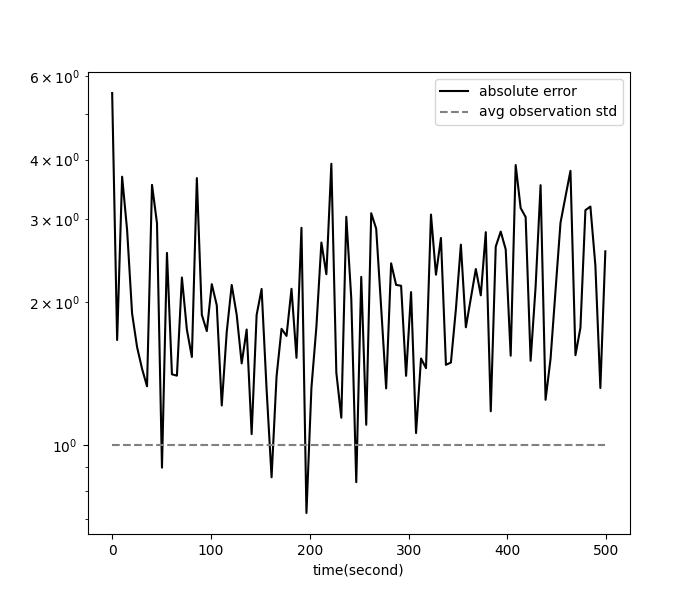 6 × 10⁰
4 × 10⁰
3 × 10⁰
2 × 10⁰
10⁰
absolute error
avg observation std
0 100 200 300 400 500
time(second)